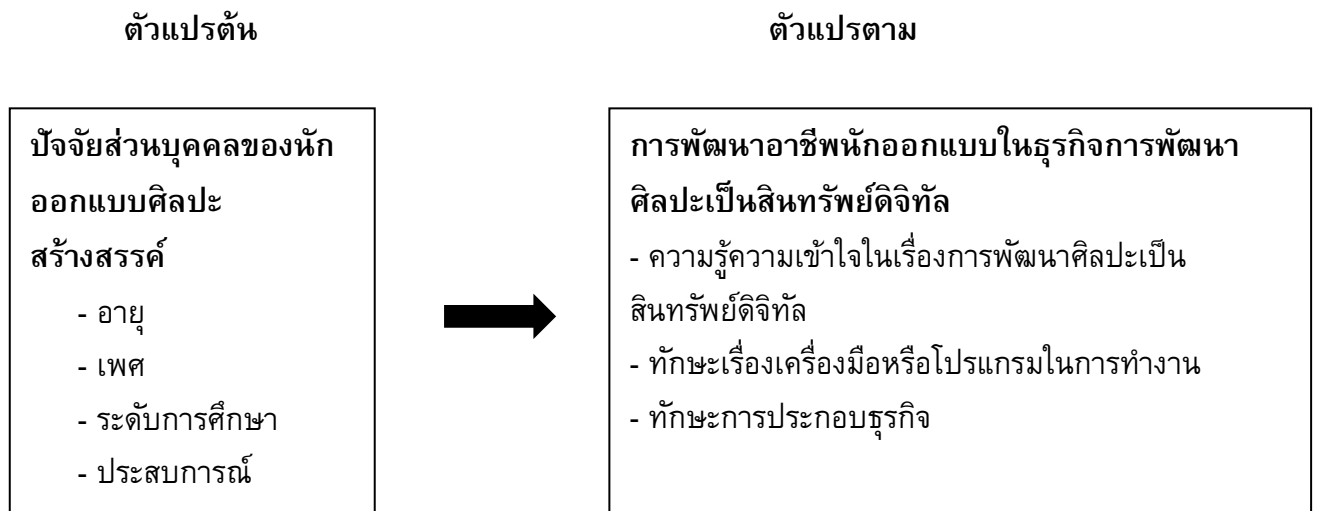 ตัวแปรต้น
ตัวแปรตาม
ปัจจัยส่วนบุคคลของนัก
ออกแบบศิลปะ
สร้างสรรค์
- อายุ
- เพศ
- ระดับการศึกษา
- ประสบการณ์
การพัฒนาอาชีพนักออกแบบในธุรกิจการพัฒนา
ศิลปะเป็นสินทรัพย์ดิจิทัล
- ความรู้ความเข้าใจในเรื่องการพัฒนาศิลปะเป็น
สินทรัพย์ดิจิทัล
- ทักษะเรื่องเครื่องมือหรือโปรแกรมในการทำงาน
- ทักษะการประกอบธุรกิจ